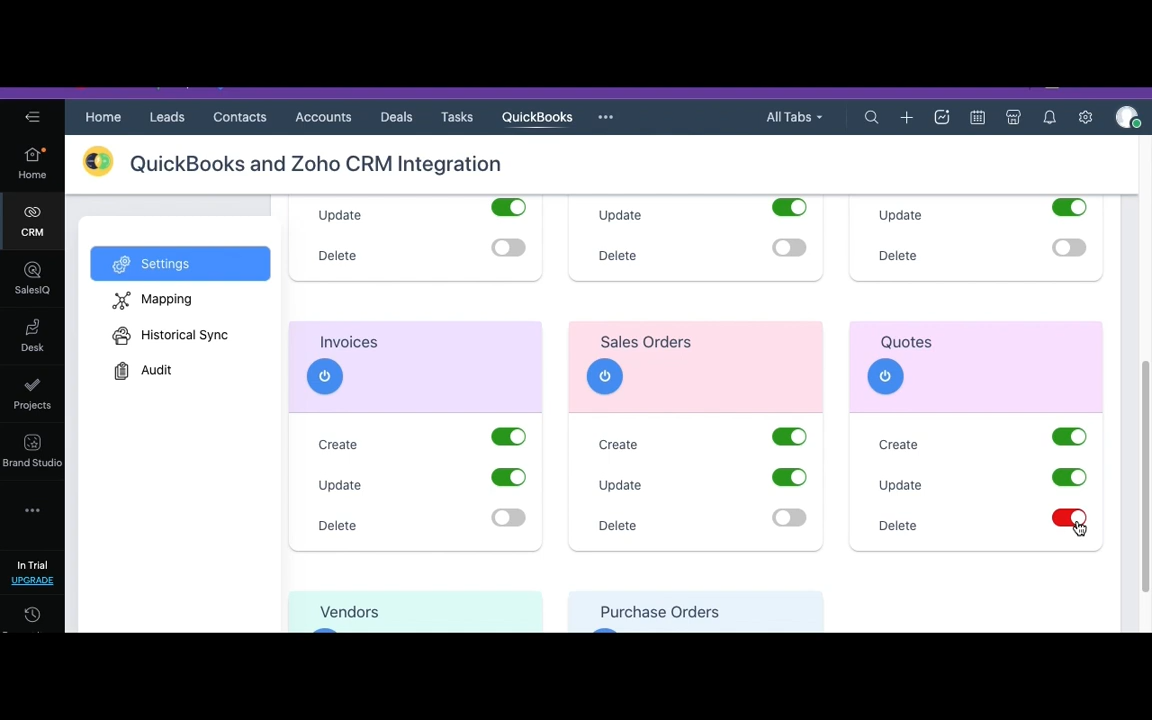 Home Leads Contacts Accounts Deals Tasks QuickBooks ••• All Tabs
QuickBooks and Zoho CRM Integration
Home
CRM
SalesIQ
Desk
Projects
Brand Studio
In Trial
UPGRADE
Settings
Mapping
Historical Sync
Audit
Update Update Update
Delete Delete Delete
Invoices Sales Orders Quotes
Create Create Create
Update Update Update
Delete Delete Delete
Vendors Purchase Orders